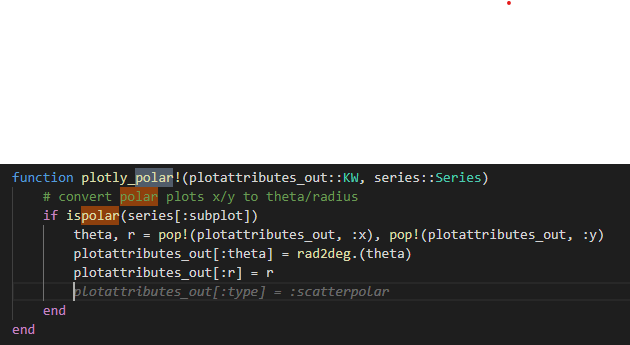 function plotly_polar!(plotattributes_out::KW, series::Series)
# convert polar plots x/y to theta/radius
if ispolar(series[:subplot])
theta, r = pop!(plotattributes_out, :x), pop!(plotattributes_out, :y)
plotattributes_out[:theta] = rad2deg.(theta)
plotattributes_out[:r] = r
plotattributes_out[:type] = :scatterpolar
end
end